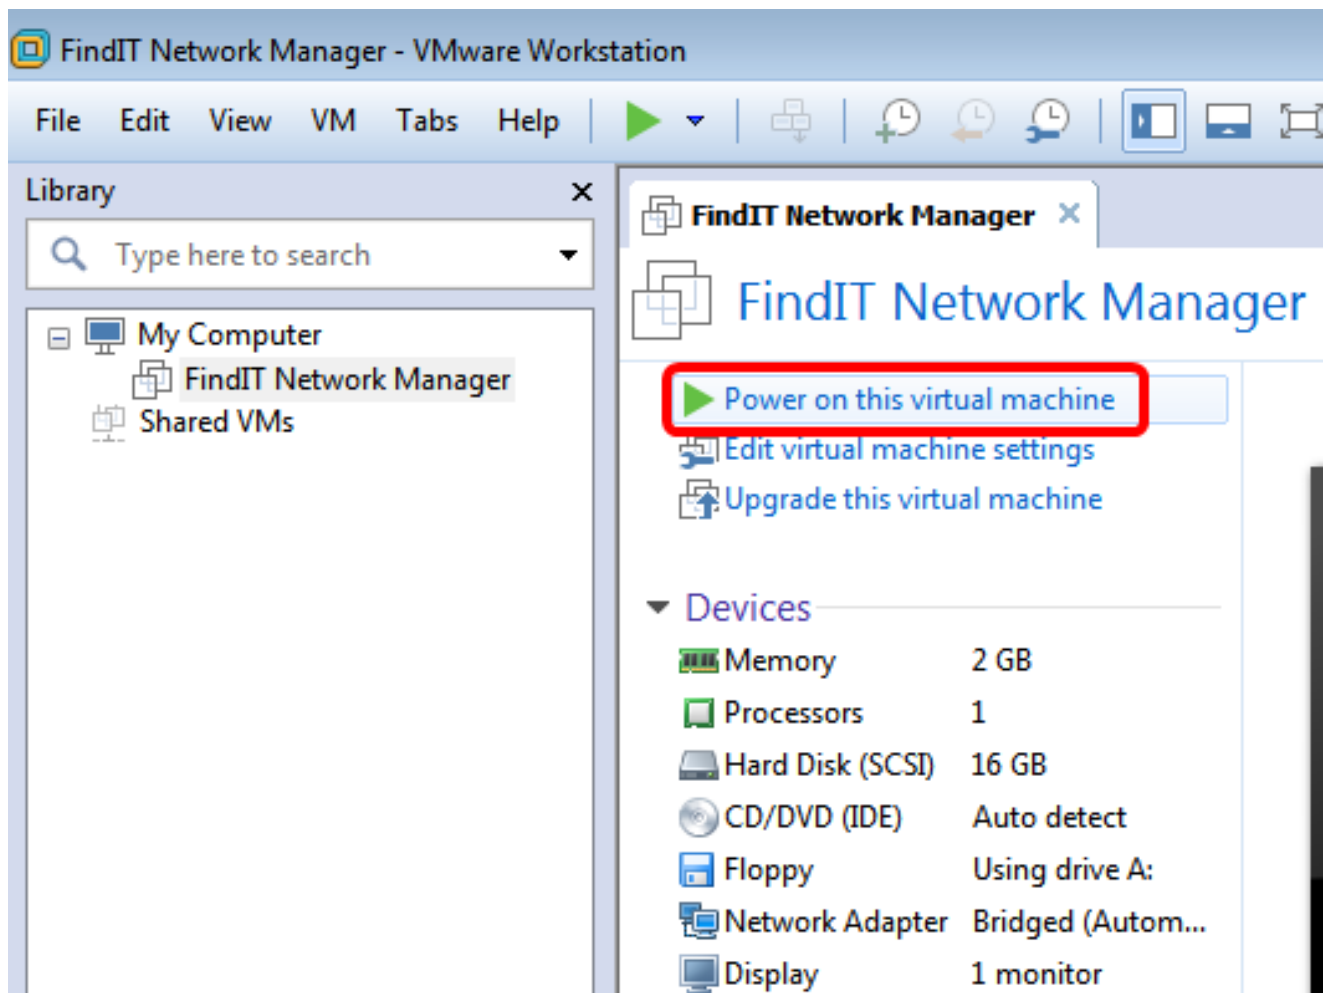 FindIT Network Manager - VMware Workstation
File Edit View VM Tabs Help
Library
Type here to search
My Computer
FindIT Network Manager
Shared VMs
FindIT Network Manager
FindIT Network Manager
Power on this virtual machine
Edit virtual machine settings
Upgrade this virtual machine
Devices
Memory 2 GB
Processors 1
Hard Disk (SCSI) 16 GB
CD/DVD (IDE) Auto detect
Floppy Using drive A:
Network Adapter Bridged (Autom...
Display 1 monitor